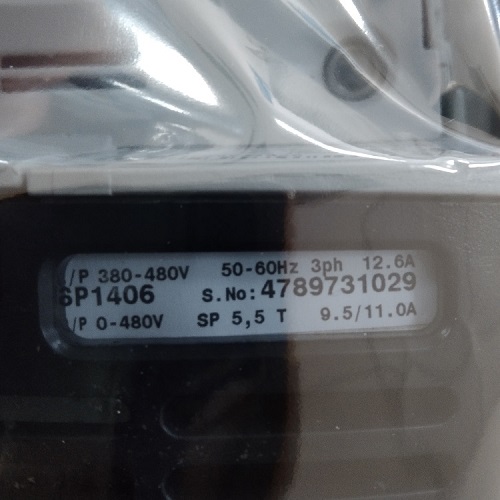 /P 380-480V 50-60Hz 3ph 12.6A
SP1406 S.No: 4789731029
/P 0-480V SP 5,5 T 9.5/11.0A